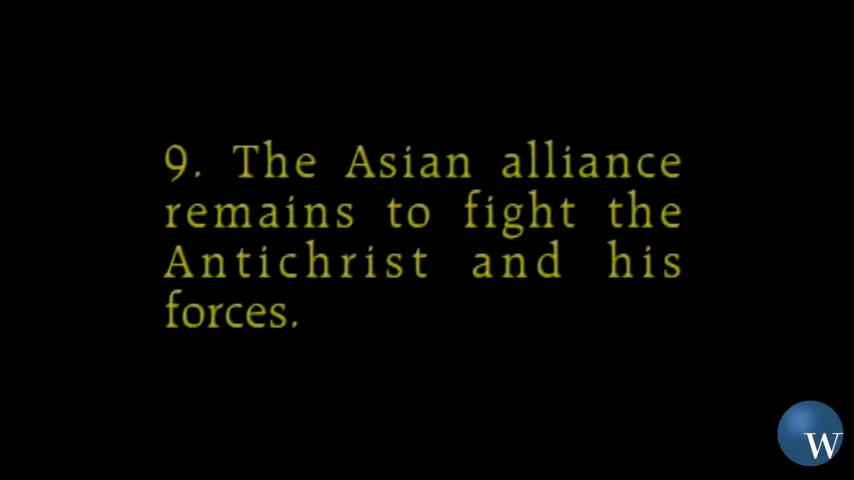 9. The Asian alliance
remains to fight the
Antichrist and his
forces.
W